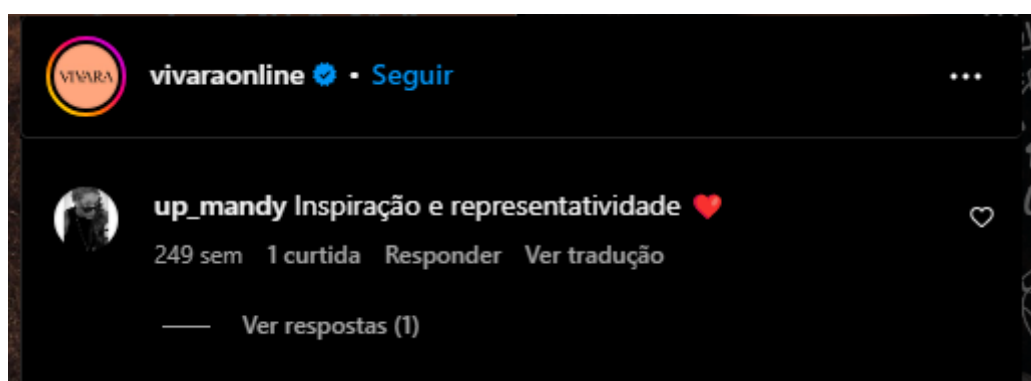 VIVARA
vivaraonline • Seguir
up_mandy Inspiração e representatividade ❤️
249 sem 1 curtida Responder Ver tradução
Ver respostas (1)